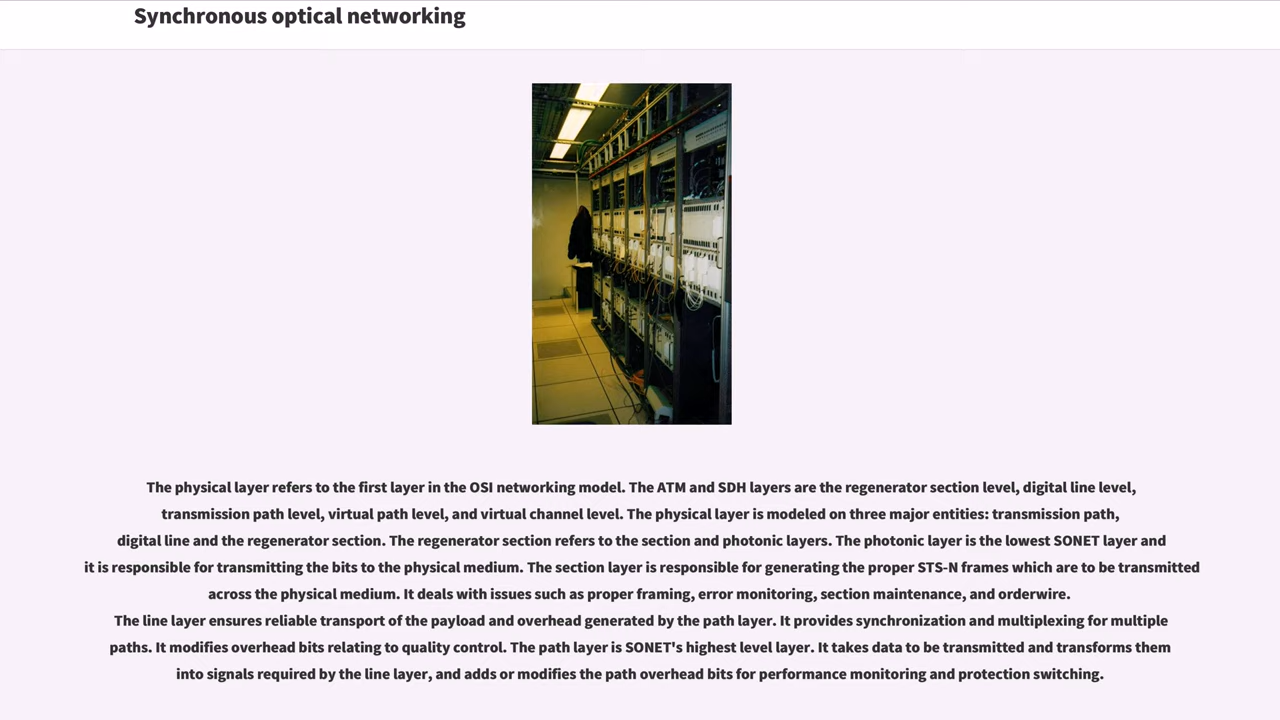 Synchronous optical networking
The physical layer refers to the first layer in the OSI networking model. The ATM and SDH layers are the regenerator section level, digital line level,
transmission path level, virtual path level, and virtual channel level. The physical layer is modeled on three major entities: transmission path,
digital line and the regenerator section. The regenerator section refers to the section and photonic layers. The photonic layer is the lowest SONET layer and
it is responsible for transmitting the bits to the physical medium. The section layer is responsible for generating the proper STS-N frames which are to be transmitted
across the physical medium. It deals with issues such as proper framing, error monitoring, section maintenance, and orderwire.
The line layer ensures reliable transport of the payload and overhead generated by the path layer. It provides synchronization and multiplexing for multiple
paths. It modifies overhead bits relating to quality control. The path layer is SONET's highest level layer. It takes data to be transmitted and transforms them
into signals required by the line layer, and adds or modifies the path overhead bits for performance monitoring and protection switching.